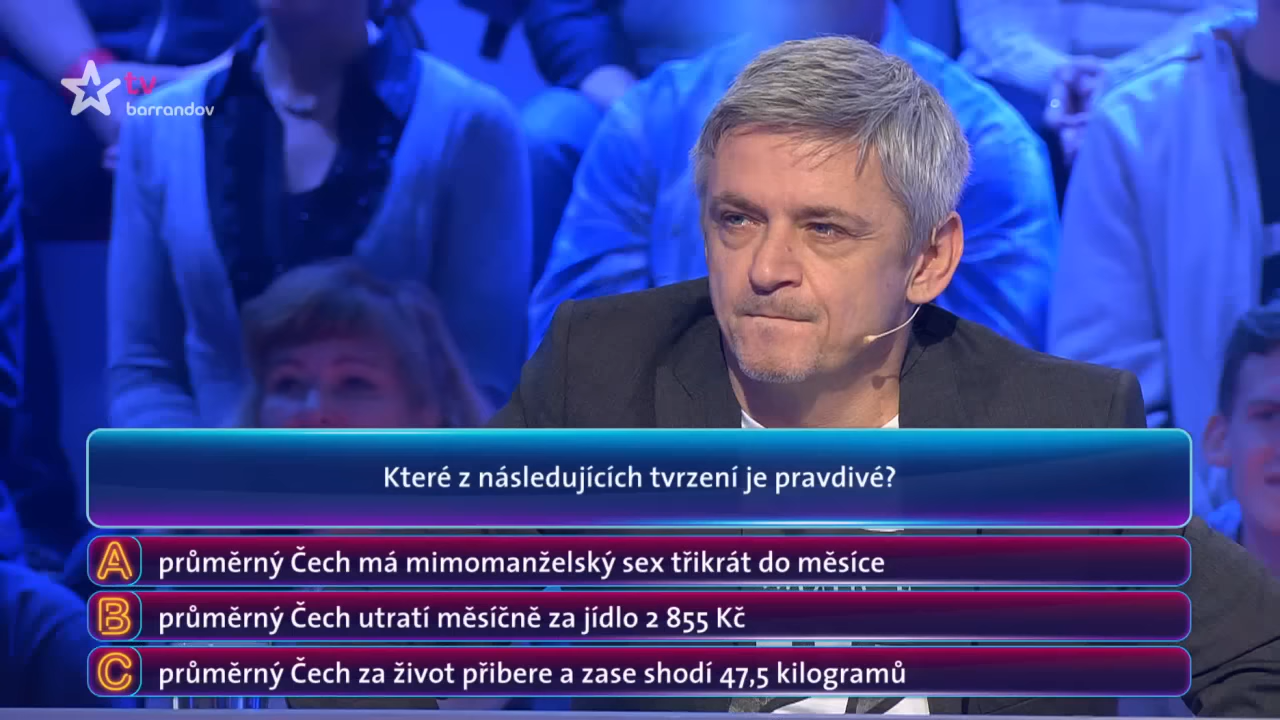 tv
barrandov
Které z následujících tvrzení je pravdivé?
A průměrný Čech má mimomanželský sex třikrát do měsíce
B průměrný Čech utratí měsíčně za jídlo 2 855 Kč
C průměrný Čech za život přibere a zase shodí 47,5 kilogramů